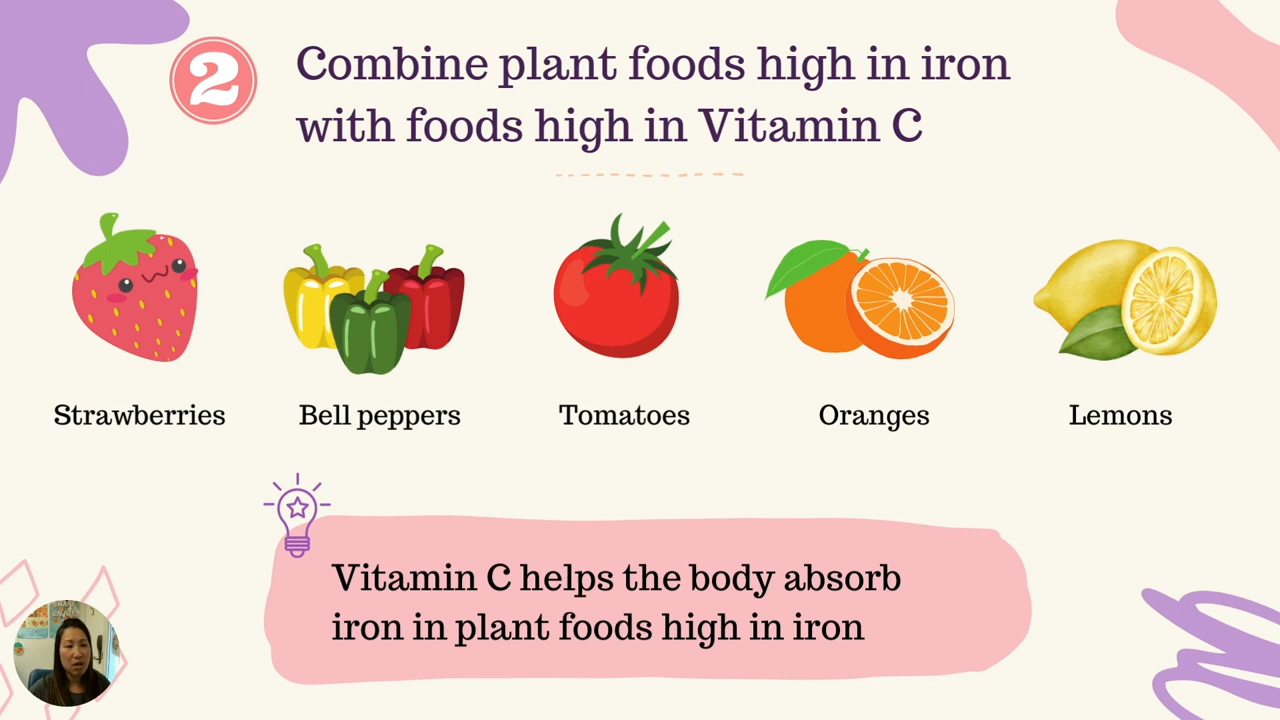 2
Combine plant foods high in iron
with foods high in Vitamin C
Strawberries
Bell peppers
Tomatoes
Oranges
Lemons
Vitamin C helps the body absorb
iron in plant foods high in iron